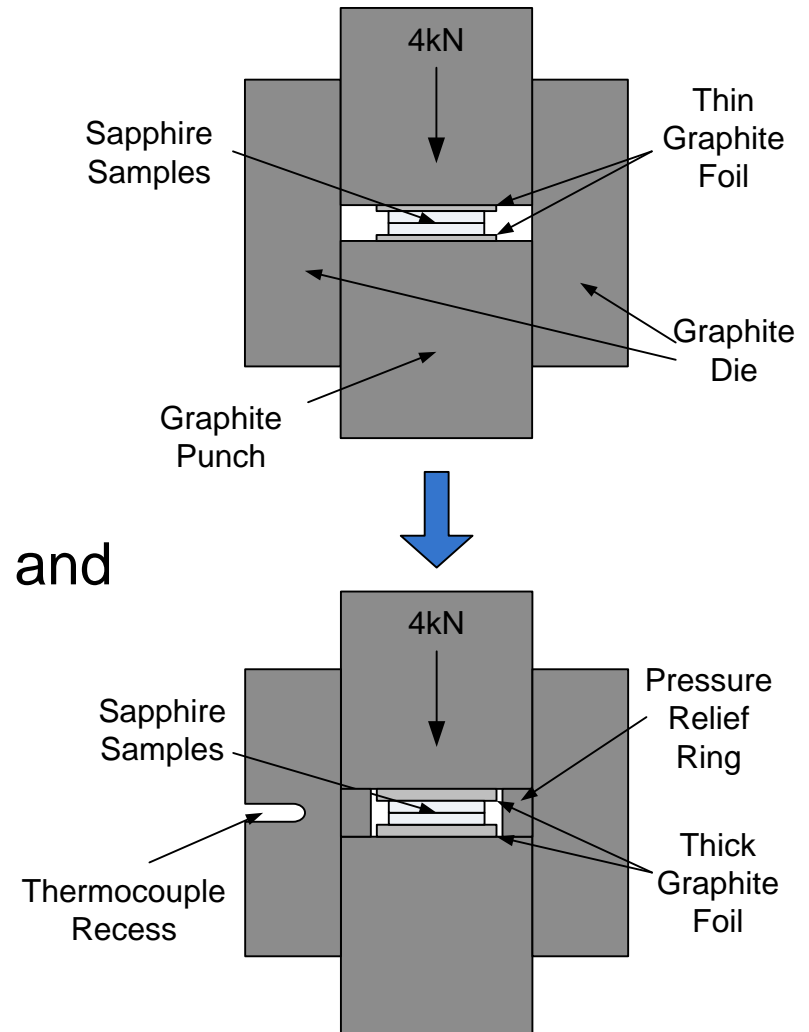 4kN
Sapphire
Samples
Thin
Graphite
Foil
Graphite
Die
Graphite
Punch
and
4kN
Sapphire
Samples
Pressure
Relief
Ring
Thermocouple
Recess
Thick
Graphite
Foil